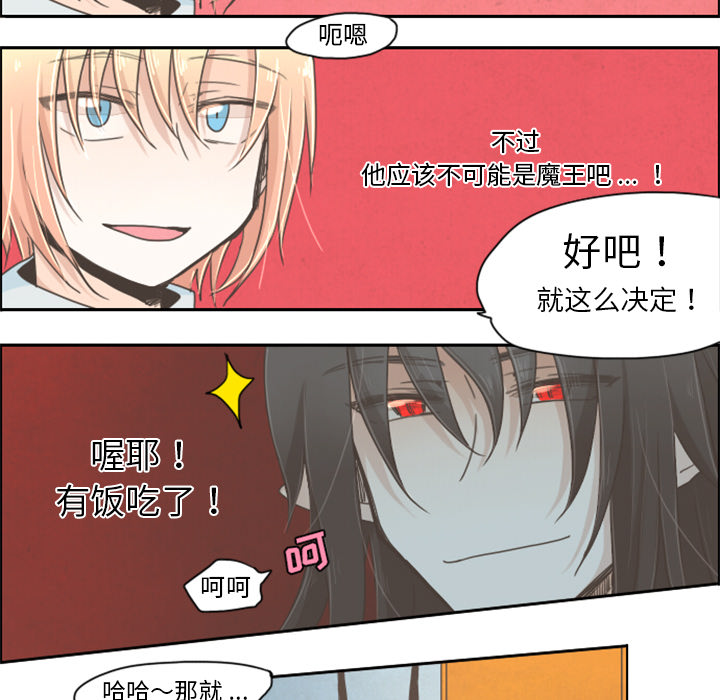 呃嗯
不过
他应该不可能是魔王吧...！
好吧！
就这么决定！
喔耶！
有饭吃了！
呵
呵呵
哈哈～那就...